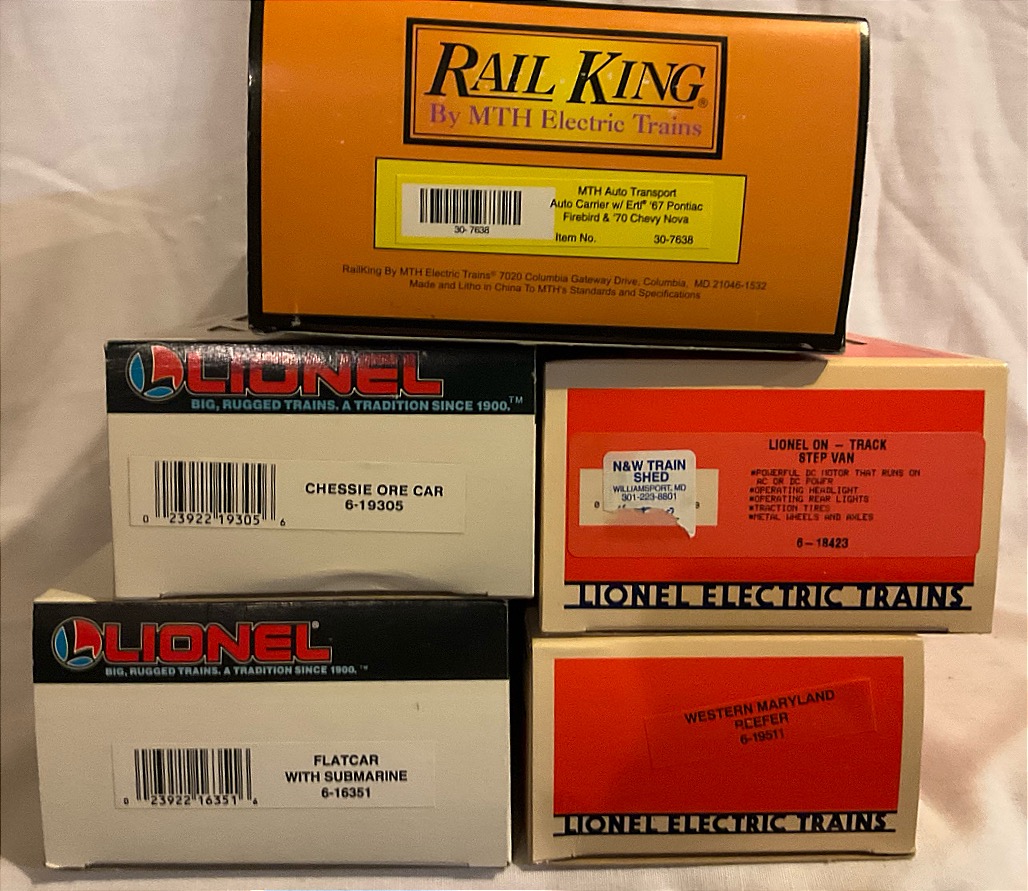 RAIL KING®
By MTH Electric Trains
MTH Auto Transport
Auto Carrier w/ Ertl® '67 Pontiac
Firebird & '70 Chevy Nova
30-7638
Item No. 30-7638
RailKing By MTH Electric Trains® 7020 Columbia Gateway Drive, Columbia, MD 21046-1532
Made and Litho in China To MTH's Standards and Specifications
LIONEL
BIG, RUGGED TRAINS. A TRADITION SINCE 1900.™
CHESSIE ORE CAR
6-19305
0 23922 19305 6
LIONEL ON - TRACK
STEP VAN
*POWERFUL DC MOTOR THAT RUNS ON
AC OR DC POWER
*OPERATING HEADLIGHT
*OPERATING REAR LIGHTS
*TRACTION TIRES
*METAL WHEELS AND AXLES
6-18423
N&W TRAIN
SHED
WILLIAMSPORT, MD
301-223-8801
0 9
LIONEL ELECTRIC TRAINS
LIONEL®
BIG, RUGGED TRAINS. A TRADITION SINCE 1900.™
FLATCAR
WITH SUBMARINE
6-16351
0 23922 16351 6
WESTERN MARYLAND
REEFER
6-19511
LIONEL ELECTRIC TRAINS